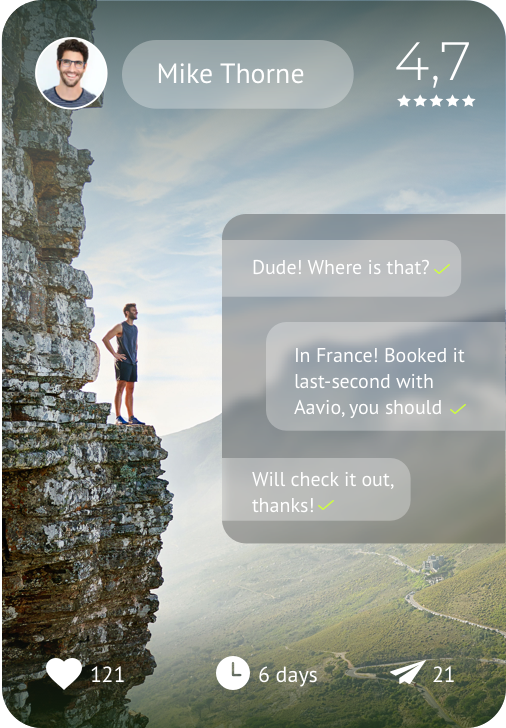 Mike Thorne
4,7
Dude! Where is that?
In France! Booked it
last-second with
Aavio, you should
Will check it out,
thanks!
121
6 days
21